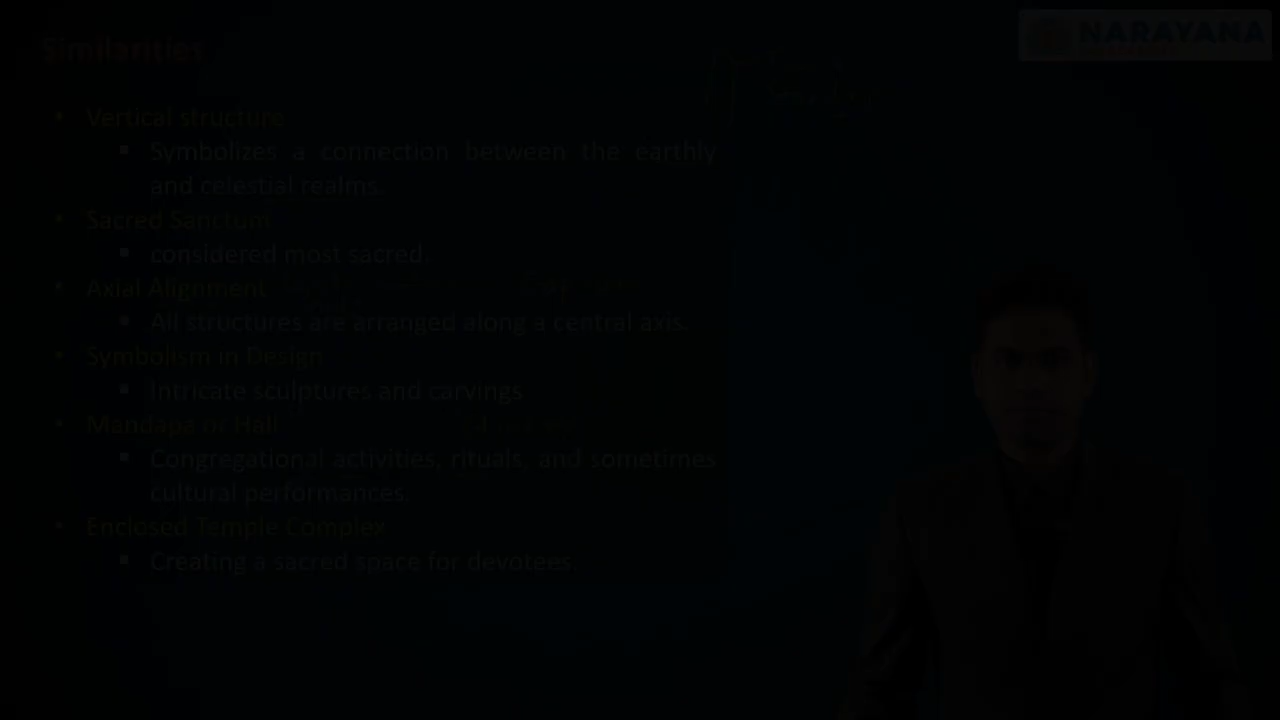 Similarities
NARAYANA
• Vertical structure
▪ Symbolizes a connection between the earthly
and celestial realms.
• Sacred Sanctum
▪ considered most sacred.
• Axial Alignment
▪ All structures are arranged along a central axis.
• Symbolism in Design
▪ Intricate sculptures and carvings
• Mandapa or Hall
▪ Congregational activities, rituals, and sometimes
cultural performances.
• Enclosed Temple Complex
▪ Creating a sacred space for devotees.